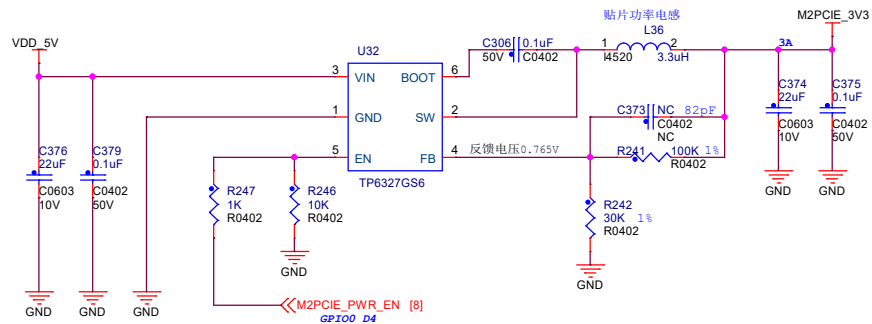 贴片功率电感
M2PCIE_3V3
VDD_5V
U32
C306
0.1uF
50V
C0402
L36
1
2
I4520
3.3uH
3A
3
VIN
BOOT
6
1
GND
SW
2
5
EN
FB
4
TP6327GS6
C373
NC
82pF
C0402
NC
反馈电压0.765V
R241
100K
1%
R0402
C374
22uF
C0603
10V
C375
0.1uF
C0402
50V
GND
GND
C376
22uF
C0603
10V
C379
0.1uF
C0402
50V
R247
1K
R0402
R246
10K
R0402
R242
30K
1%
R0402
GND
GND
GND
GND
GND
M2PCIE_PWR_EN [8]
GPIO0_D4